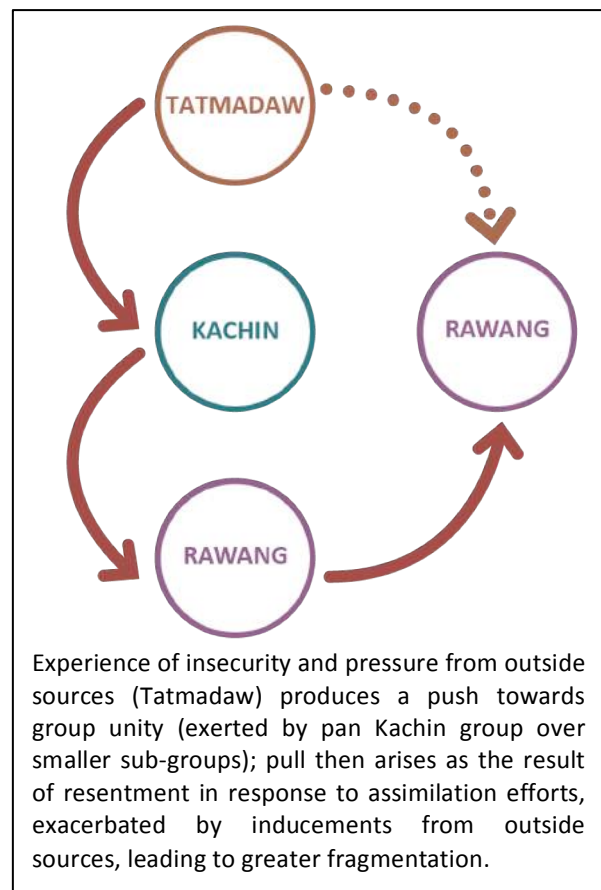 TATMADAW
KACHIN
RAWANG
RAWANG
Experience of insecurity and pressure from outside
sources (Tatmadaw) produces a push towards
group unity (exerted by pan Kachin group over
smaller sub-groups); pull then arises as the result
of resentment in response to assimilation efforts,
exacerbated by inducements from outside
sources, leading to greater fragmentation.